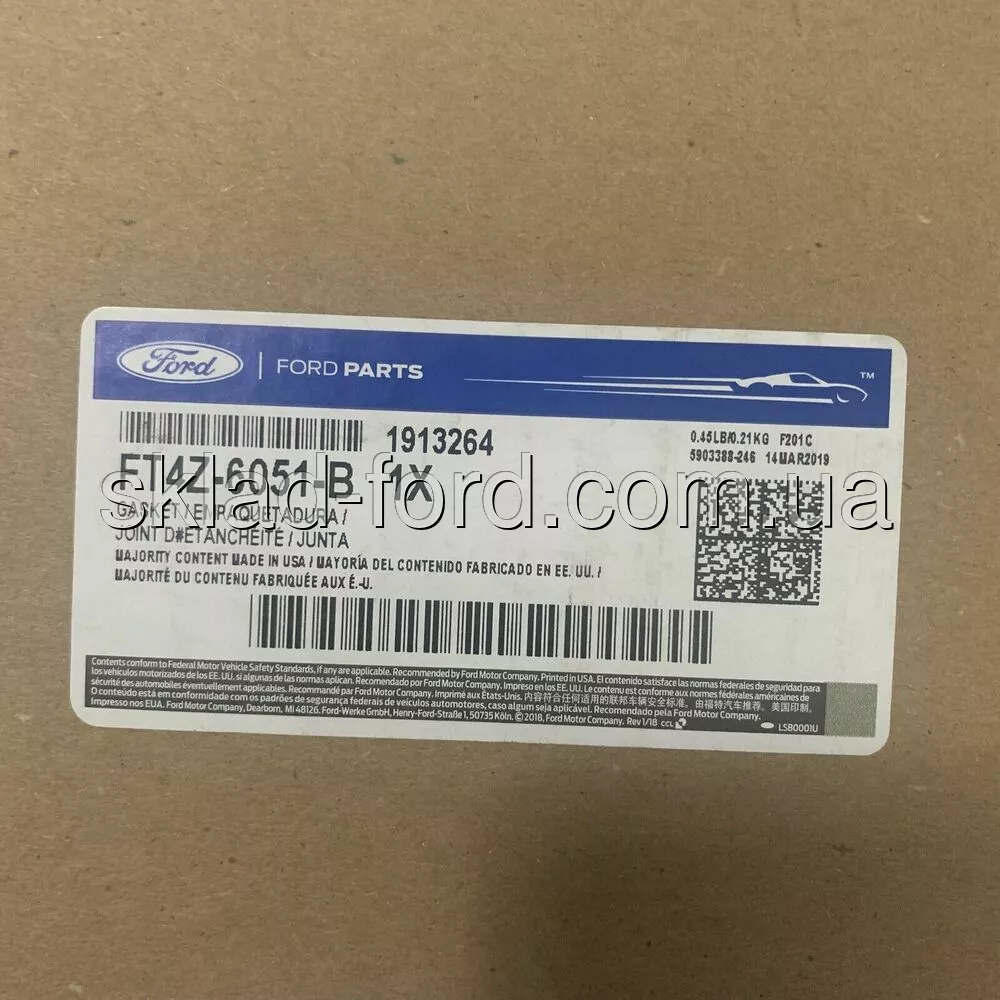 Ford | FORD PARTS ™
1913264
0.45LB/0.21KG F201C
FT4Z-6051-B 1X
5903388-246 14MAR2019
sklad-ford.com.ua
GASKET / EMPAQUETADURA /
JOINT D#ETANCHEITE / JUNTA
MAJORITY CONTENT MADE IN USA / MAYORÍA DEL CONTENIDO FABRICADO EN EE. UU. /
MAJORITÉ DU CONTENU FABRIQUÉE AUX É.-U.
Contents conform to Federal Motor Vehicle Safety Standards, if any are applicable. Recommended by Ford Motor Company. Printed in USA. El contenido satisface las normas federales de seguridad para
los vehículos motorizados de los EE. UU. si algunas de las normas aplican. Recomendado por Ford Motor Company. Impreso en los EE. UU. Le contenu est conforme aux normes fédérales américaines de
sécurité des automobiles éventuellement applicables. Recommandé par Ford Motor Company. Imprimé aux États-Unis. 内容符合任何适用的联邦车辆安全标准。由福特汽车推荐。美国印制。
O conteúdo está em conformidade com os padrões de segurança federais de veículos automotores, caso algum seja aplicável. Recomendado pela Ford Motor Company.
Impresso nos EUA. Ford Motor Company, Dearborn, MI 48126. Ford-Werke GmbH, Henry-Ford-Straße 1, 50735 Köln. © 2018, Ford Motor Company. Rev 1/18 CCL
LSB0001U